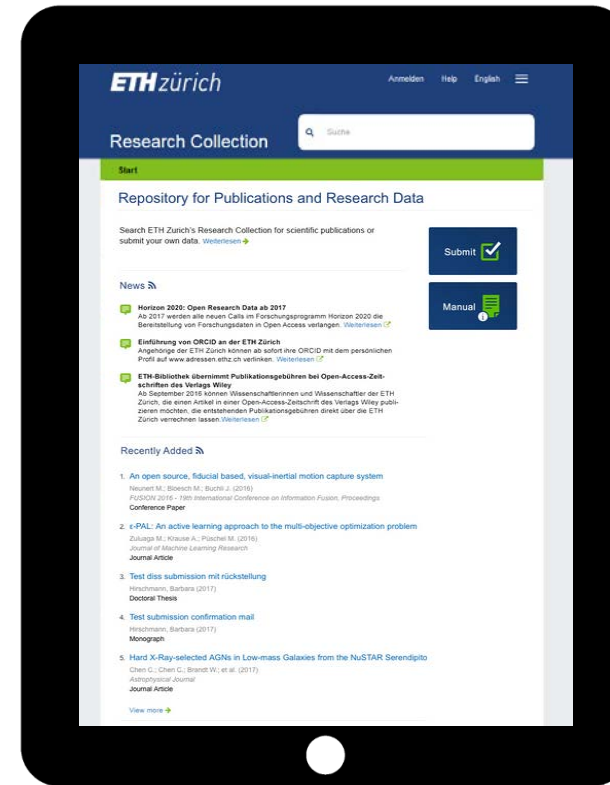 ETH zürich
Anmelden Help English
Research Collection
Suche
Start
Repository for Publications and Research Data
Search ETH Zurich's Research Collection for scientific publications or
submit your own data. Weiterlesen
Submit
Manual
News
Horizon 2020: Open Research Data ab 2017
Ab 2017 werden alle neuen Calls im Forschungsprogramm Horizon 2020 die
Bereitstellung von Forschungsdaten in Open Access verlangen. Weiterlesen
Einführung von ORCID an der ETH Zürich
Angehörge der ETH Zürich können ab sofort ihre ORCID mit dem persönlichen
Profil auf www.adressen.ethz.ch verlinken. Weiterlesen
ETH-Bibliothek übernimmt Publikationsgebühren bei Open-Access-Zeit-
schriften des Verlags Wiley
Ab September 2016 können Wissenschaftlerinnen und Wissenschaftler der ETH
Zürich, die einen Artikel in einer Open-Access-Zeitschrift des Verlags Wiley publi-
zieren möchten, die entstehenden Publikationsgebühren direkt über die ETH
Zürich verrechnen lassen.Weiterlesen
Recently Added
1. An open source, fiducial based, visual-inertial motion capture system
Neunert M.; Bloesch M.; Buchli J. (2016)
FUSION 2016 - 19th International Conference on Information Fusion, Proceedings
Conference Paper
2. ε-PAL: An active learning approach to the multi-objective optimization problem
Zuluaga M.; Krause A.; Püschel M. (2016)
Journal of Machine Learning Research
Journal Article
3. Test diss submission mit rückstellung
Hirschmann, Barbara (2017)
Doctoral Thesis
4. Test submission confirmation mail
Hirschmann, Barbara (2017)
Monograph
5. Hard X-Ray-selected AGNs in Low-mass Galaxies from the NuSTAR Serendipito
Chen C.; Chen C.; Brandt W.; et al. (2017)
Astrophysical Journal
Journal Article
View more